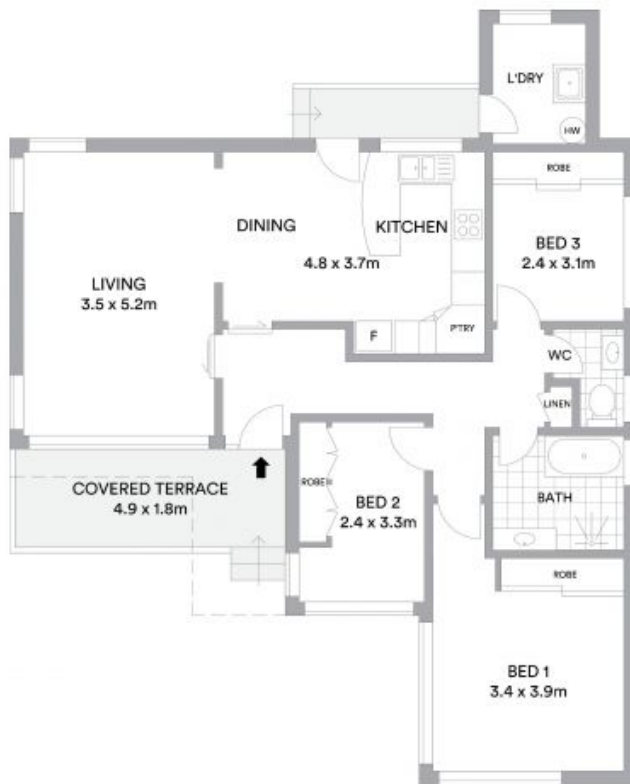 L'DRY
HW
ROBE
DINING
KITCHEN
4.8 x 3.7m
BED 3
2.4 x 3.1m
LIVING
3.5 x 5.2m
F
P'TRY
WC
LINEN
COVERED TERRACE
4.9 x 1.8m
ROBE
BED 2
2.4 x 3.3m
BATH
ROBE
BED 1
3.4 x 3.9m